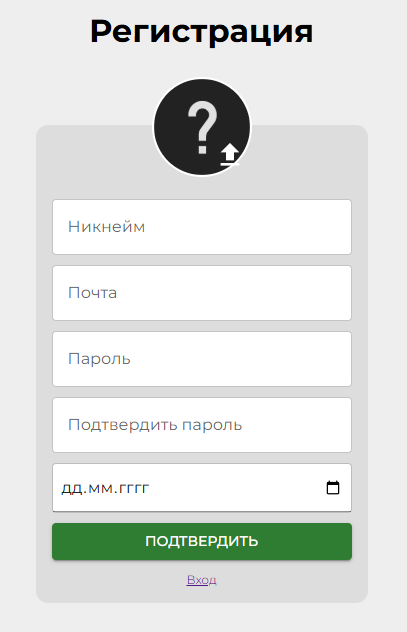 Регистрация
?
Никнейм
Почта
Пароль
Подтвердить пароль
дд.мм.гггг
ПОДТВЕРДИТЬ
Вход